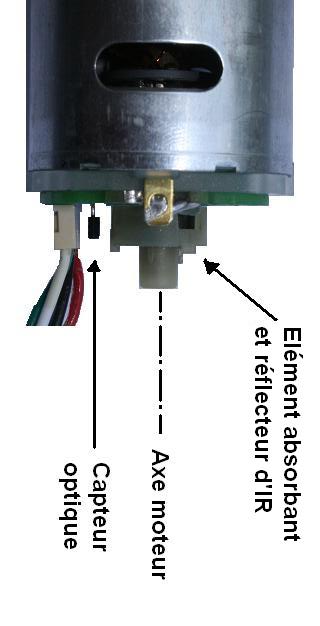 Elément absorbant
et réflecteur d'IR
Axe moteur
Capteur
optique